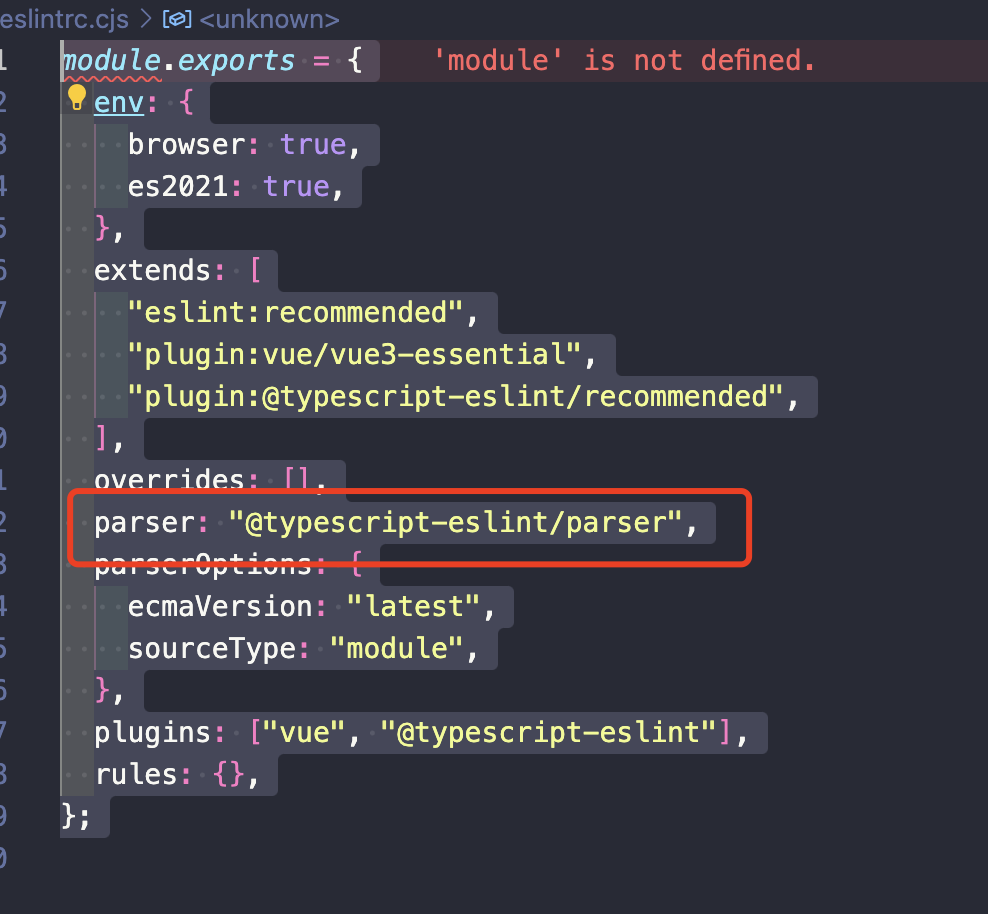 eslintrc.cjs > <unknown>
1 module.exports = { 'module' is not defined.
2 env: {
3 browser: true,
4 es2021: true,
5 },
6 extends: [
7 "eslint:recommended",
8 "plugin:vue/vue3-essential",
9 "plugin:@typescript-eslint/recommended",
0 ],
1 overrides: [],
2 parser: "@typescript-eslint/parser",
3 parserOptions: {
4 ecmaVersion: "latest",
5 sourceType: "module",
6 },
7 plugins: ["vue", "@typescript-eslint"],
8 rules: {},
9 };
0